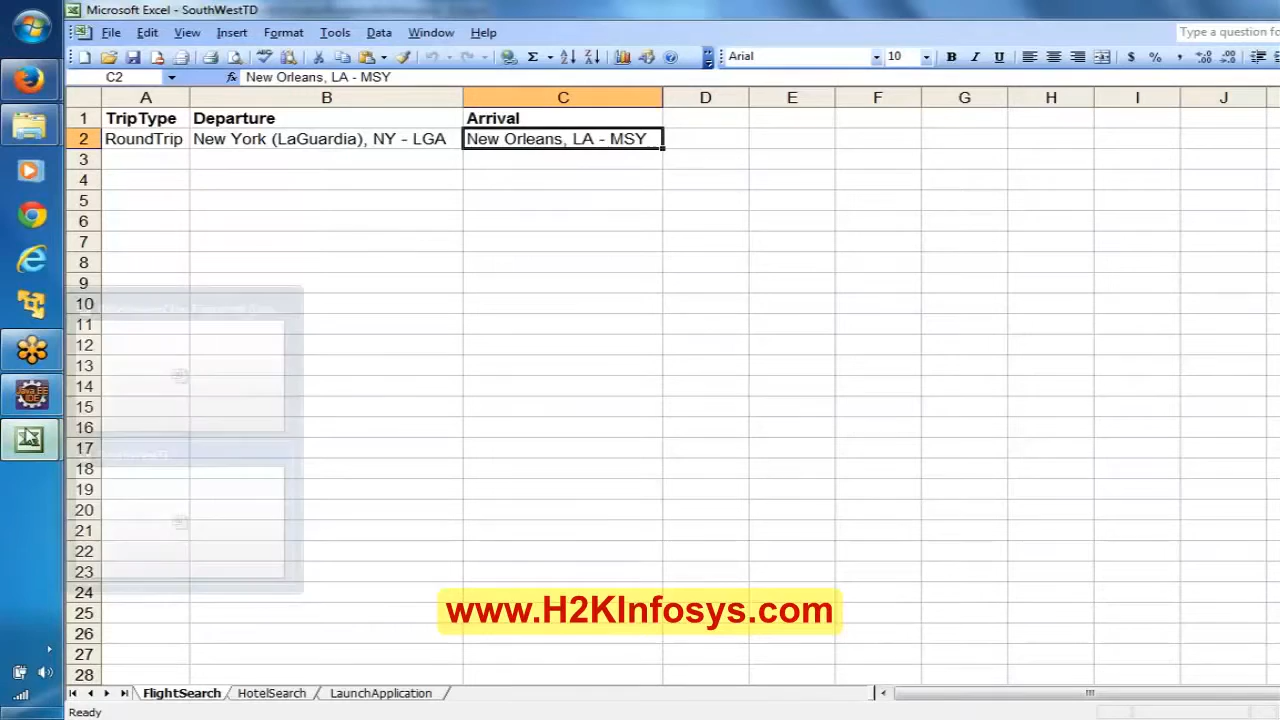 Microsoft Excel - SouthWestTD
File Edit View Insert Format Tools Data Window Help
Type a question fo
Arial 10 B I U $ % ,
C2 fx New Orleans, LA - MSY
A B C D E F G H I J
1 TripType Departure Arrival
2 RoundTrip New York (LaGuardia), NY - LGA New Orleans, LA - MSY
3
4
5
6
7
8
9
10
11
12
13
14
15
16
17
18
19
20
21
22
23
24
www.H2KInfosys.com
25
26
27
28
FlightSearch HotelSearch LaunchApplication
Ready